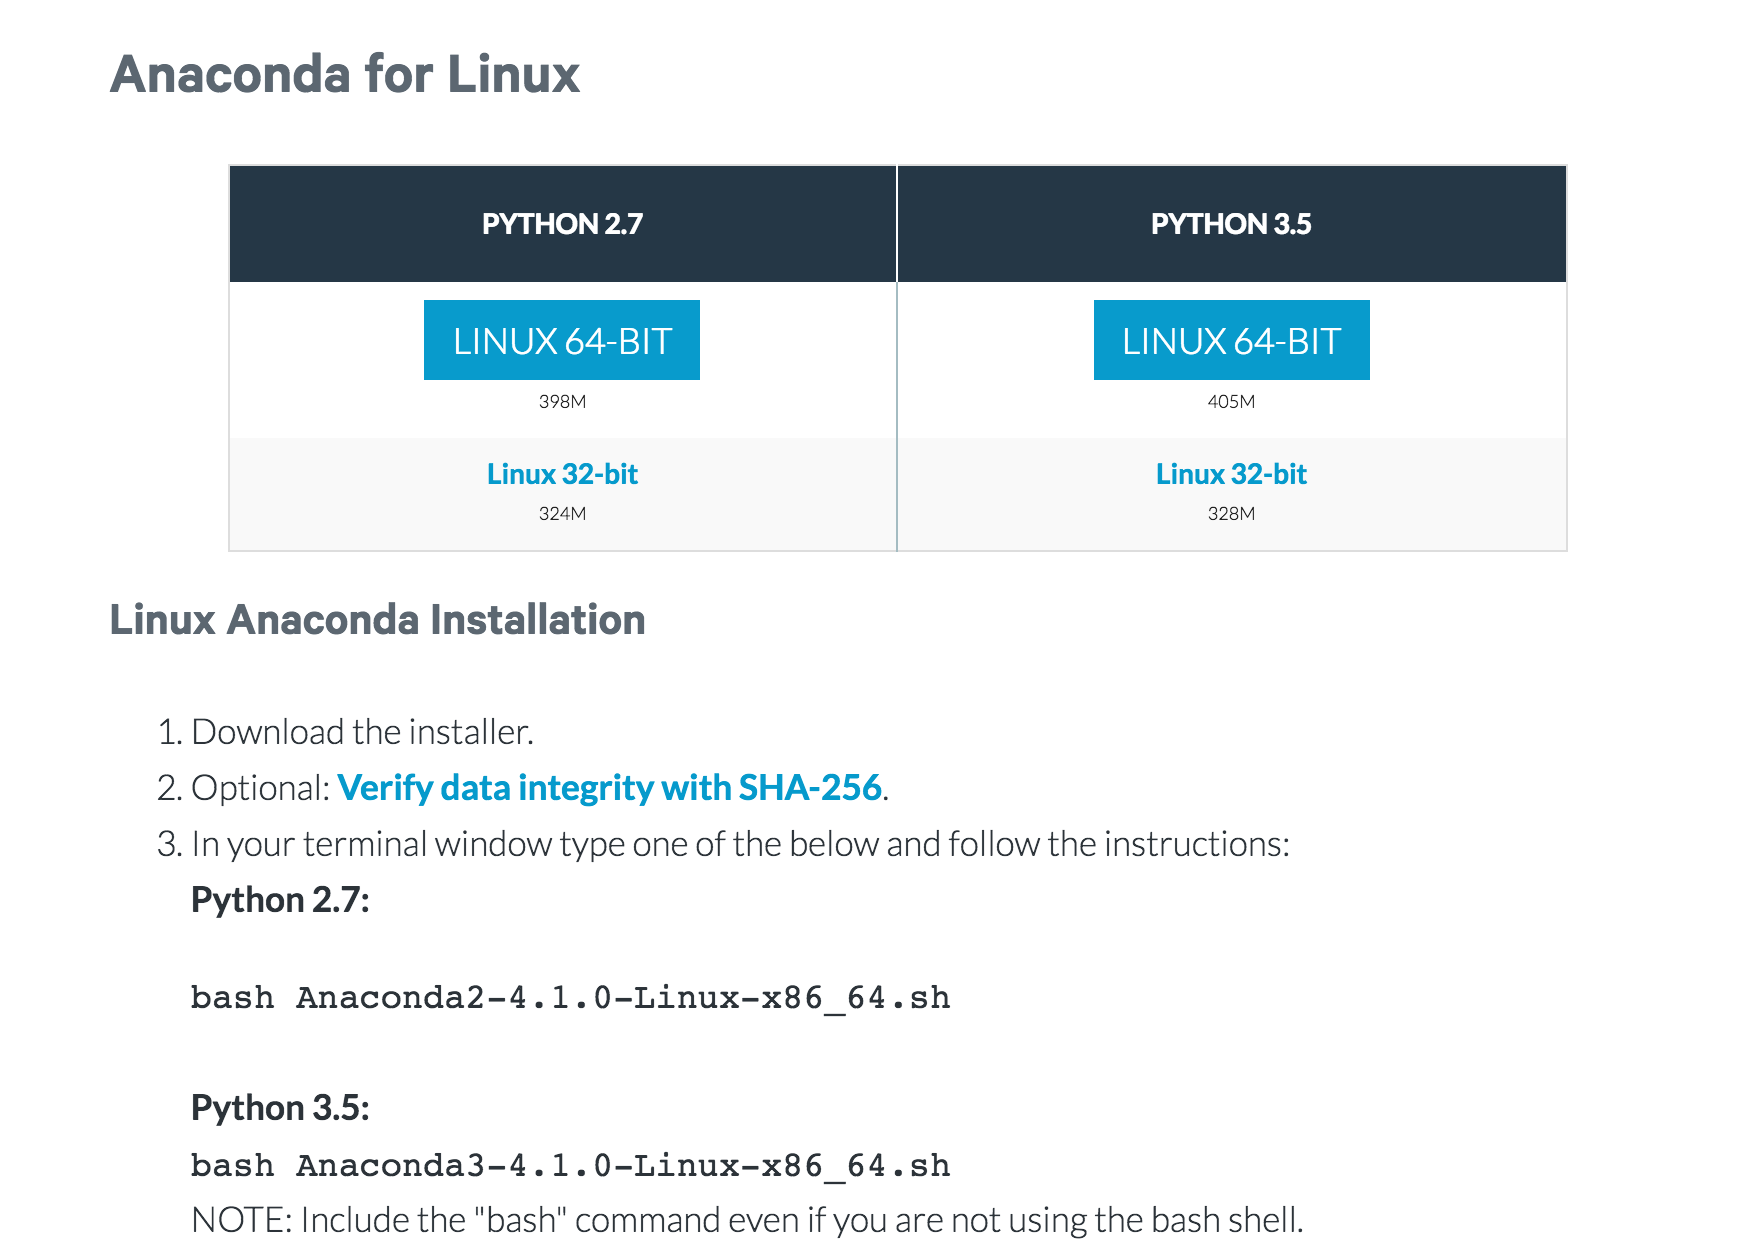 Anaconda for Linux
PYTHON 2.7 PYTHON 3.5
LINUX 64-BIT LINUX 64-BIT
398M 405M
Linux 32-bit Linux 32-bit
324M 328M
Linux Anaconda Installation
1. Download the installer.
2. Optional: Verify data integrity with SHA-256.
3. In your terminal window type one of the below and follow the instructions:
Python 2.7:
bash Anaconda2-4.1.0-Linux-x86_64.sh
Python 3.5:
bash Anaconda3-4.1.0-Linux-x86_64.sh
NOTE: Include the "bash" command even if you are not using the bash shell.